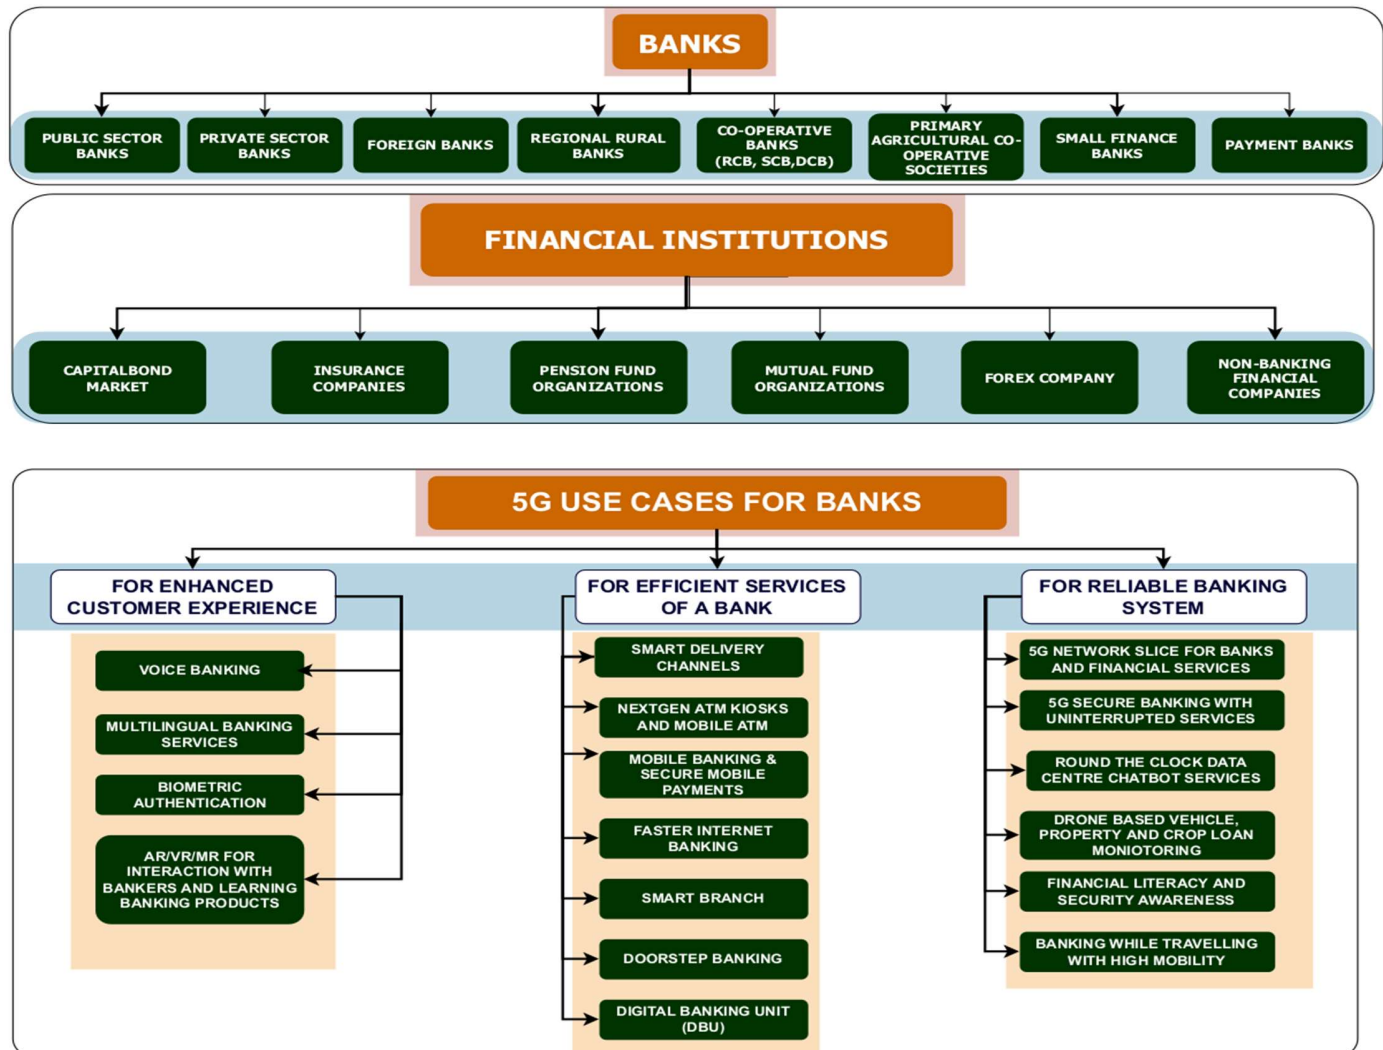 BANKS
PUBLIC SECTOR
BANKS
PRIVATE SECTOR
BANKS
FOREIGN BANKS
REGIONAL RURAL
BANKS
CO-OPERATIVE
BANKS
(RCB, SCB,DCB)
PRIMARY
AGRICULTURAL CO-
OPERATIVE
SOCIETIES
SMALL FINANCE
BANKS
PAYMENT BANKS
FINANCIAL INSTITUTIONS
CAPITALBOND
MARKET
INSURANCE
COMPANIES
PENSION FUND
ORGANIZATIONS
MUTUAL FUND
ORGANIZATIONS
FOREX COMPANY
NON-BANKING
FINANCIAL
COMPANIES
5G USE CASES FOR BANKS
FOR ENHANCED
CUSTOMER EXPERIENCE
VOICE BANKING
MULTILINGUAL BANKING
SERVICES
BIOMETRIC
AUTHENTICATION
AR/VR/MR FOR
INTERACTION WITH
BANKERS AND LEARNING
BANKING PRODUCTS
FOR EFFICIENT SERVICES
OF A BANK
SMART DELIVERY
CHANNELS
NEXTGEN ATM KIOSKS
AND MOBILE ATM
MOBILE BANKING &
SECURE MOBILE
PAYMENTS
FASTER INTERNET
BANKING
SMART BRANCH
DOORSTEP BANKING
DIGITAL BANKING UNIT
(DBU)
FOR RELIABLE BANKING
SYSTEM
5G NETWORK SLICE FOR BANKS
AND FINANCIAL SERVICES
5G SECURE BANKING WITH
UNINTERRUPTED SERVICES
ROUND THE CLOCK DATA
CENTRE CHATBOT SERVICES
DRONE BASED VEHICLE,
PROPERTY AND CROP LOAN
MONIOTORING
FINANCIAL LITERACY AND
SECURITY AWARENESS
BANKING WHILE TRAVELLING
WITH HIGH MOBILITY